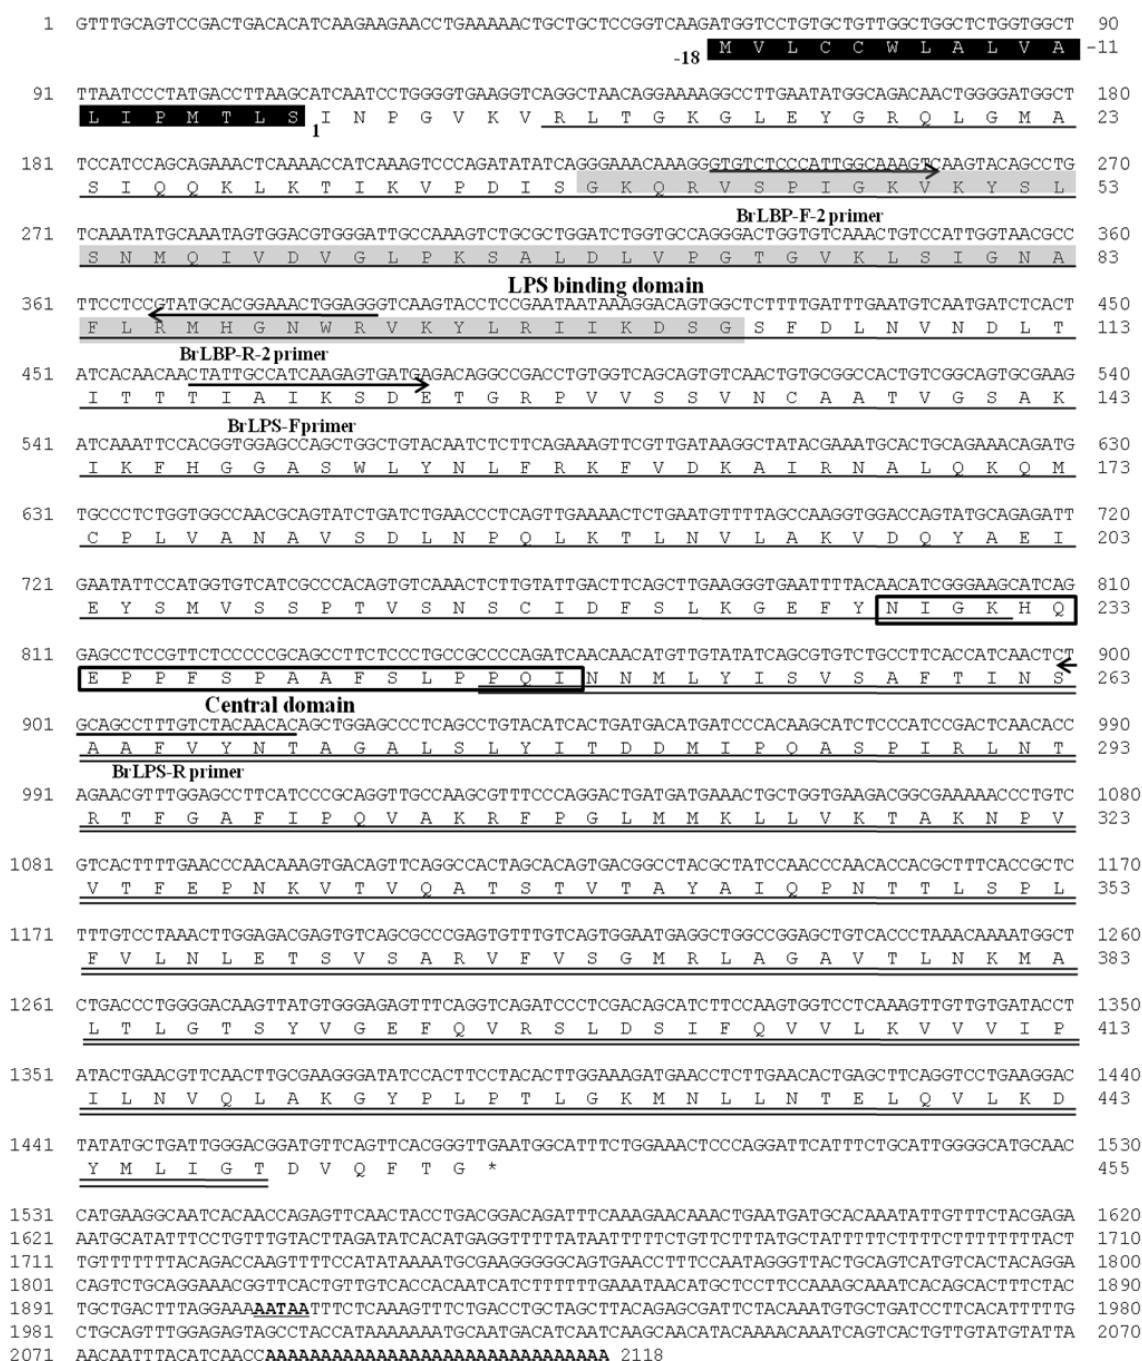 1 GTTTGCAGTCCGACTGACACATCAAGAAGAACCTGAAAAACTGCTGCTCCGGTCAAGATGGTCCTGTGCTGTTGGCTGGCTCTGGTGGCT 90
-18 M V L C C W L A L V A -11
91 TTAATCCCTATGACCTTAAGCATCAATCCTGGGGTGAAGGTCAGGCTAACAGGAAAAGGCCTTGAATATGGCAGACAACTGGGGATGGCT 180
L I P M T L S 1 I N P G V K V R L T G K G L E Y G R Q L G M A 23
181 TCCATCCAGCAGAAACTCAAAACCATCAAAGTCCCAGATATATCAGGGAAACAAAGGGTGTCTCCCATTGGCAAAGTCAAGTACAGCCTG 270
S I Q Q K L K T I K V P D I S G K Q R V S P I G K V K Y S L 53
BrLBP-F-2 primer
271 TCAAATATGCAAATAGTGGACGTGGGATTGCCAAAGTCTGCGCTGGATCTGGTGCCAGGGACTGGTGTCAAACTGTCCATTGGTAACGCC 360
S N M Q I V D V G L P K S A L D L V P G T G V K L S I G N A 83
LPS binding domain
361 TTCCTCCGTATGCACGGAAACTGGAGGGTCAAGTACCTCCGAATAATAAAGGACAGTGGCTCTTTTGATTTGAATGTCAATGATCTCACT 450
F L R M H G N W R V K Y L R I I K D S G S F D L N V N D L T 113
BrLBP-R-2 primer
451 ATCACAACAACTATTGCCATCAAGAGTGATGAGACAGGCCGACCTGTGGTCAGCAGTGTCAACTGTGCGGCCACTGTCGGCAGTGCGAAG 540
I T T T I A I K S D E T G R P V V S S V N C A A T V G S A K 143
BrLPS-F primer
541 ATCAAATTCCACGGTGGAGCCAGCTGGCTGTACAATCTCTTCAGAAAGTTCGTTGATAAGGCTATACGAAATGCACTGCAGAAACAGATG 630
I K F H G G A S W L Y N L F R K F V D K A I R N A L Q K Q M 173
631 TGCCCTCTGGTGGCCAACGCAGTATCTGATCTGAACCCTCAGTTGAAAACTCTGAATGTTTTAGCCAAGGTGGACCAGTATGCAGAGATT 720
C P L V A N A V S D L N P Q L K T L N V L A K V D Q Y A E I 203
721 GAATATTCCATGGTGTCATCGCCCACAGTGTCAAACTCTTGTATTGACTTCAGCTTGAAGGGTGAATTTTACAACATCGGGAAGCATCAG 810
E Y S M V S S P T V S N S C I D F S L K G E F Y N I G K H Q 233
811 GAGCCTCCGTTCTCCCCCGCAGCCTTCTCCCTGCCGCCCCAGATCAACAACATGTTGTATATCAGCGTGTCTGCCTTCACCATCAACTCT 900
E P P F S P A A F S L P P Q I N N M L Y I S V S A F T I N S 263
Central domain
901 GCAGCCTTTGTCTACAACACAGCTGGAGCCCTCAGCCTGTACATCACTGATGACATGATCCCACAAGCATCTCCCATCCGACTCAACACC 990
A A F V Y N T A G A L S L Y I T D D M I P Q A S P I R L N T 293
BrLPS-R primer
991 AGAACGTTTGGAGCCTTCATCCCGCAGGTTGCCAAGCGTTTCCCAGGACTGATGATGAAACTGCTGGTGAAGACGGCGAAAAACCCTGTC 1080
R T F G A F I P Q V A K R F P G L M M K L L V K T A K N P V 323
1081 GTCACTTTTGAACCCAACAAAGTGACAGTTCAGGCCACTAGCACAGTGACGGCCTACGCTATCCAACCCAACACCACGCTTTCACCGCTC 1170
V T F E P N K V T V Q A T S T V T A Y A I Q P N T T L S P L 353
1171 TTTGTCCTAAACTTGGAGACGAGTGTCAGCGCCCGAGTGTTTGTCAGTGGAATGAGGCTGGCCGGAGCTGTCACCCTAAACAAAATGGCT 1260
F V L N L E T S V S A R V F V S G M R L A G A V T L N K M A 383
1261 CTGACCCTGGGGACAAGTTATGTGGGAGAGTTTCAGGTCAGATCCCTCGACAGCATCTTCCAAGTGGTCCTCAAAGTTGTTGTGATACCT 1350
L T L G T S Y V G E F Q V R S L D S I F Q V V L K V V V I P 413
1351 ATACTGAACGTTCAACTTGCGAAGGGATATCCACTTCCTACACTTGGAAAGATGAACCTCTTGAACACTGAGCTTCAGGTCCTGAAGGAC 1440
I L N V Q L A K G Y P L P T L G K M N L L N T E L Q V L K D 443
1441 TATATGCTGATTGGGACGGATGTTCAGTTCACGGGTTGAATGGCATTTCTGGAAACTCCCAGGATTCATTTCTGCATTGGGGCATGCAAC 1530
Y M L I G T D V Q F T G * 455
1531 CATGAAGGCAATCACAACCAGAGTTCAACTACCTGACGGACAGATTTCAAAGAACAAACTGAATGATGCACAAATATTGTTTCTACGAGA 1620
1621 AATGCATATTTCCTGTTTGTACTTAGATATCACATGAGGTTTTTATAATTTTTCTGTTCTTTATGCTATTTTTCTTTTCTTTTTTTTACT 1710
1711 TGTTTTTTTACAGACCAAGTTTTCCATATAAAATGCGAAGGGGGCAGTGAACCTTTCCAATAGGGTTACTGCAGTCATGTCACTACAGGA 1800
1801 CAGTCTGCAGGAAACGGTTCACTGTTGTCACCACAATCATCTTTTTTGAAATAACATGCTCCTTCCAAAGCAAATCACAGCACTTTCTAC 1890
1891 TGCTGACTTTAGGAAAAATAATTTCTCAAAGTTTCTGACCTGCTAGCTTACAGAGCGATTCTACAAATGTGCTGATCCTTCACATTTTTG 1980
1981 CTGCAGTTTGGAGAGTAGCCTACCATAAAAAAATGCAATGACATCAATCAAGCAACATACAAAACAAATCAGTCACTGTTGTATGTATTA 2070
2071 AACAATTTACATCAACCAAAAAAAAAAAAAAAAAAAAAAAAAAAAAAA 2118